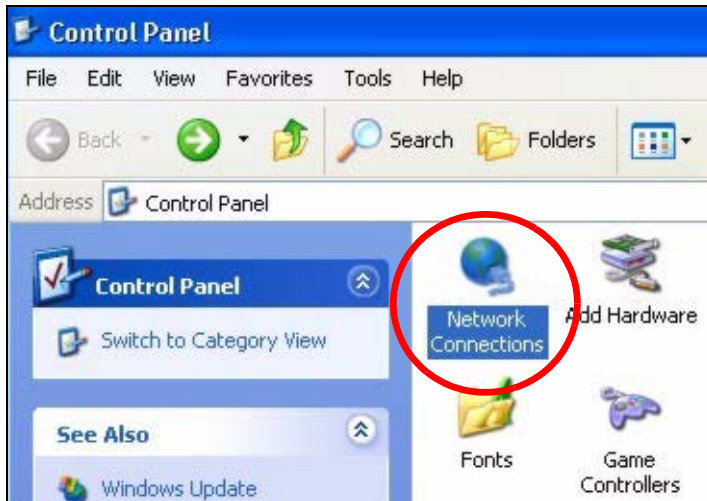 Control Panel
File Edit View Favorites Tools Help
Back Search Folders
Address Control Panel
Control Panel
Switch to Category View
See Also
Windows Update
Network
Connections
Add Hardware
Fonts
Game
Controllers